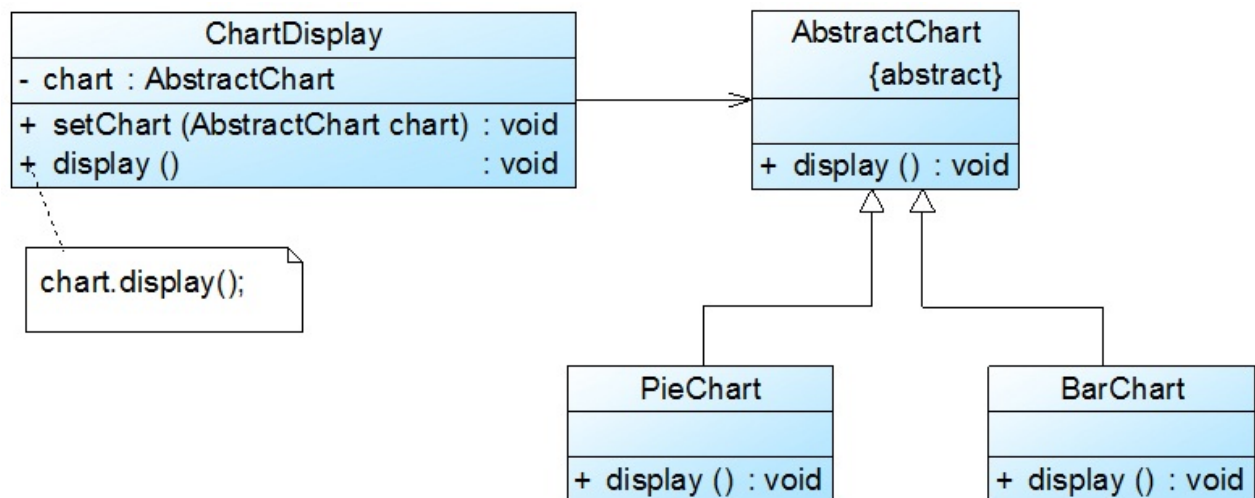 ChartDisplay
- chart : AbstractChart
+ setChart (AbstractChart chart) : void
+ display () : void
chart.display();
AbstractChart
{abstract}
+ display () : void
PieChart
+ display () : void
BarChart
+ display () : void